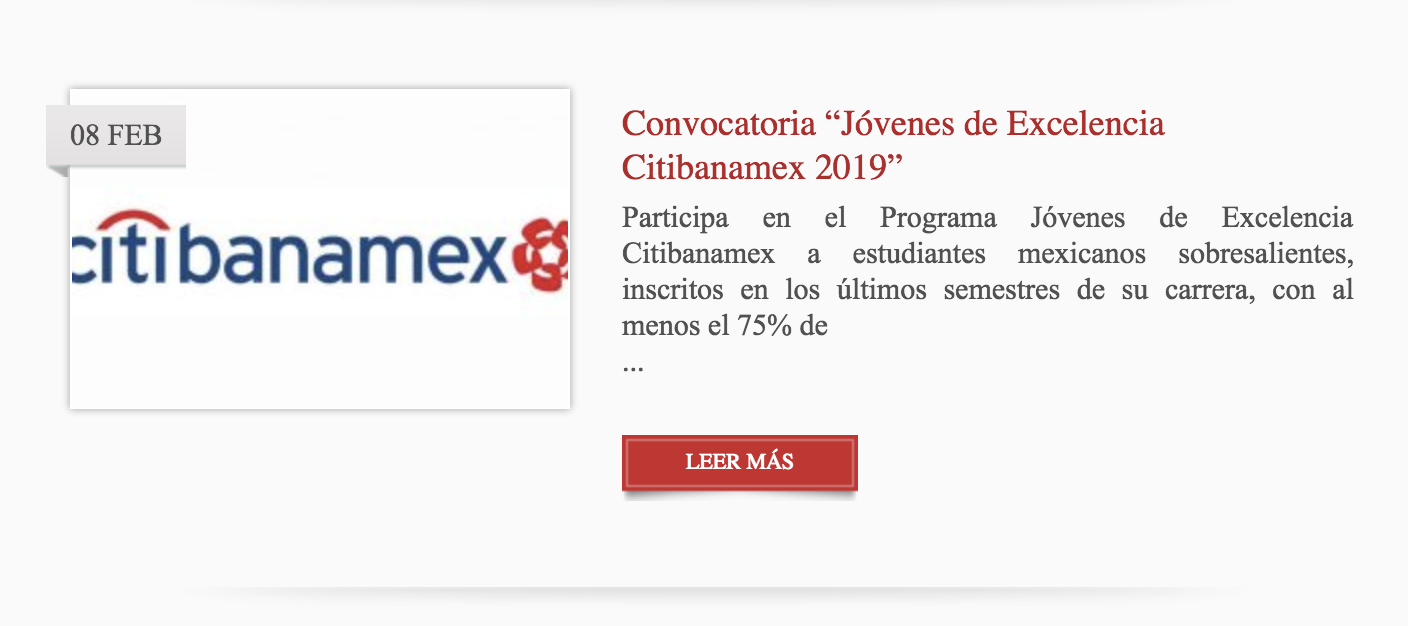 08 FEB
citibanamex
Convocatoria “Jóvenes de Excelencia
Citibanamex 2019”
Participa en el Programa Jóvenes de Excelencia
Citibanamex a estudiantes mexicanos sobresalientes,
inscritos en los últimos semestres de su carrera, con al
menos el 75% de
...
LEER MÁS